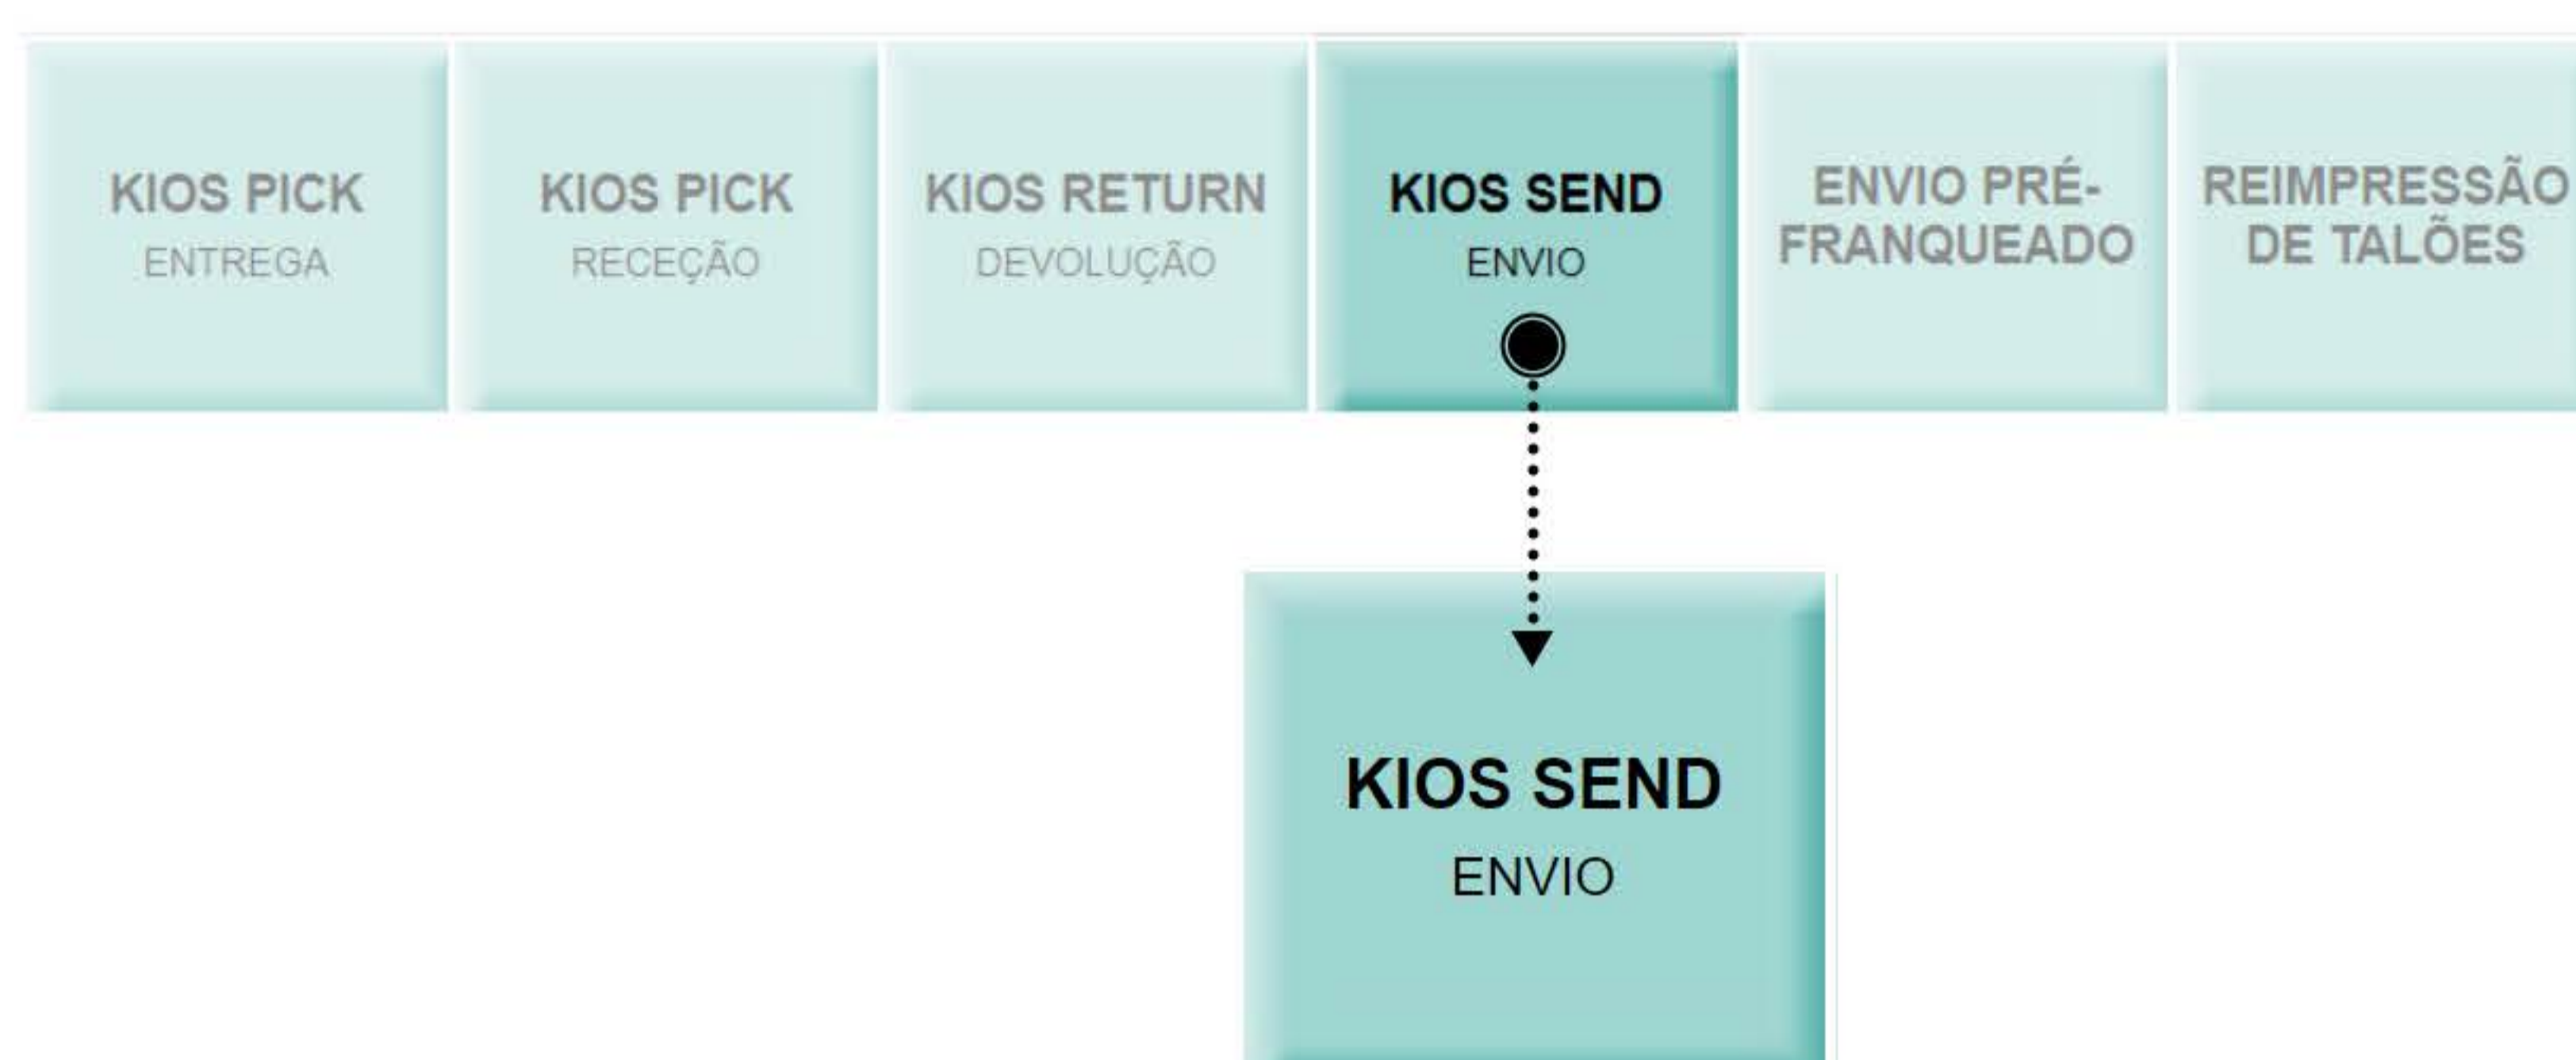 KIOS PICK
ENTREGA
KIOS PICK
RECEÇÃO
KIOS RETURN
DEVOLUÇÃO
KIOS SEND
ENVIO
ENVIO PRÉ-
FRANQUEADO
REIMPRESSÃO
DE TALÕES
KIOS SEND
ENVIO